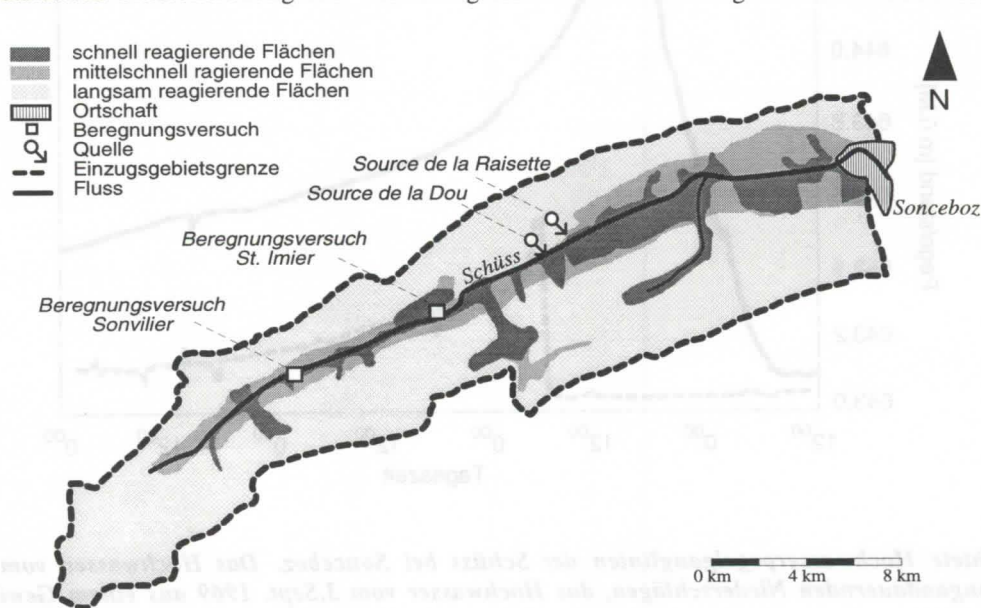 schnell reagierende Flächen
mittelschnell ragierende Flächen
langsam reagierende Flächen
Ortschaft
Beregnungsversuch
Quelle
Einzugsgebietsgrenze
Fluss
N
Source de la Raisette
Source de la Dou
Beregnungsversuch
St. Imier
Schüss
Sonceboz
Beregnungsversuch
Sonvilier
0 km 4 km 8 km